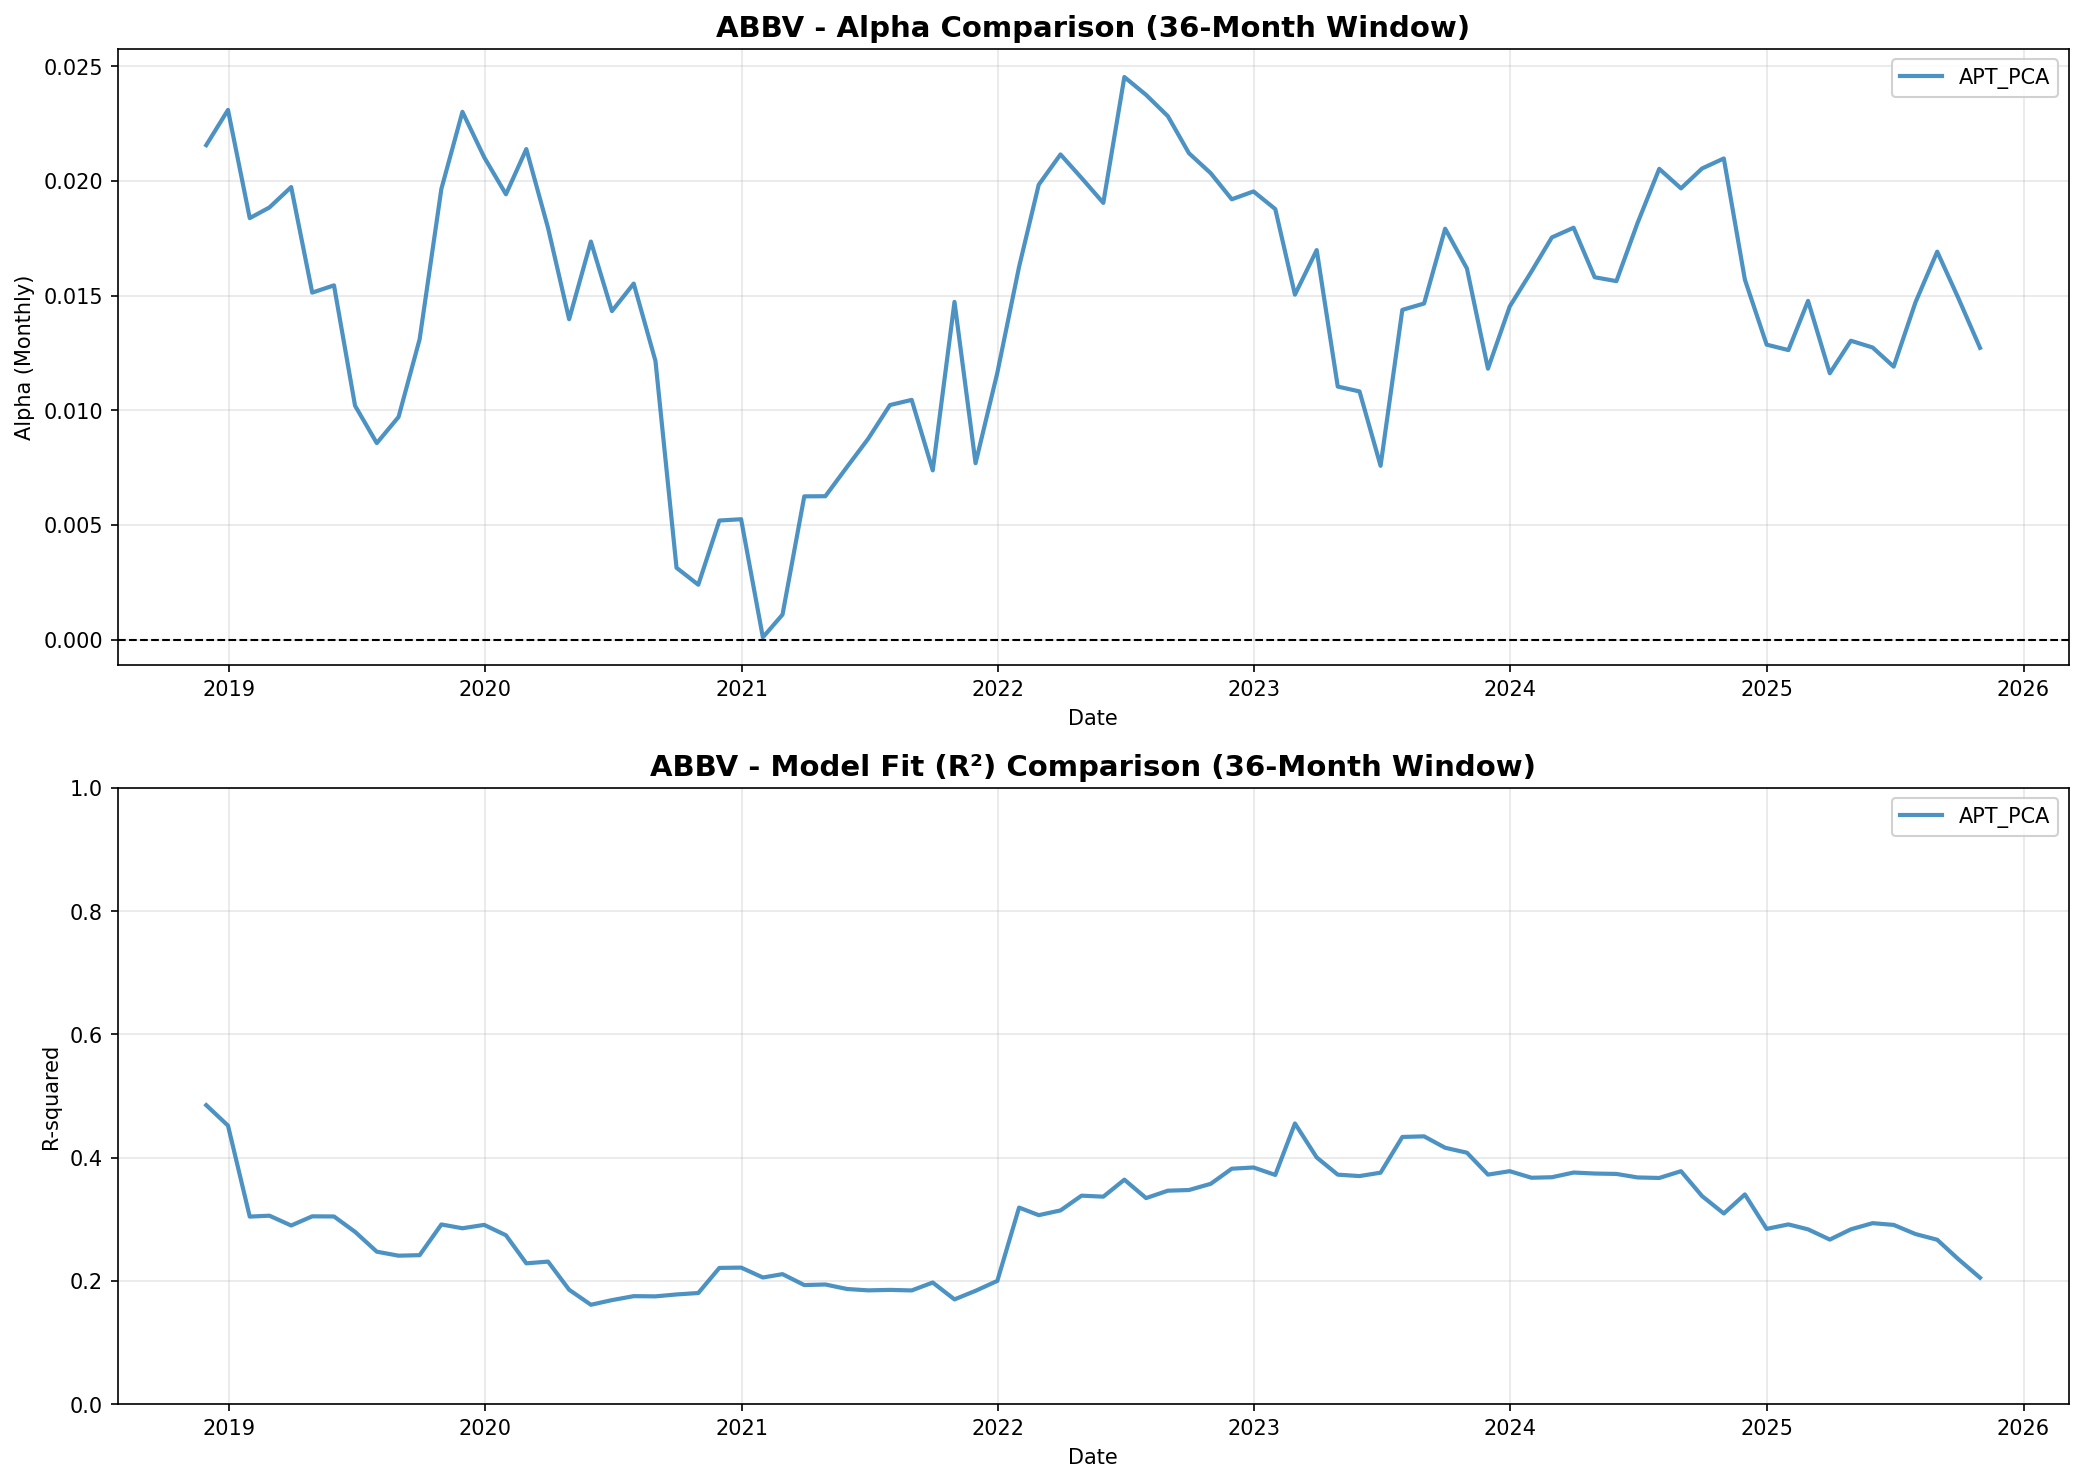 ABBV - Alpha Comparison (36-Month Window)
APT_PCA
Alpha (Monthly)
0.025
0.020
0.015
0.010
0.005
0.000
2019 2020 2021 2022 2023 2024 2025 2026
Date
ABBV - Model Fit (R²) Comparison (36-Month Window)
APT_PCA
R-squared
1.0
0.8
0.6
0.4
0.2
0.0
2019 2020 2021 2022 2023 2024 2025 2026
Date